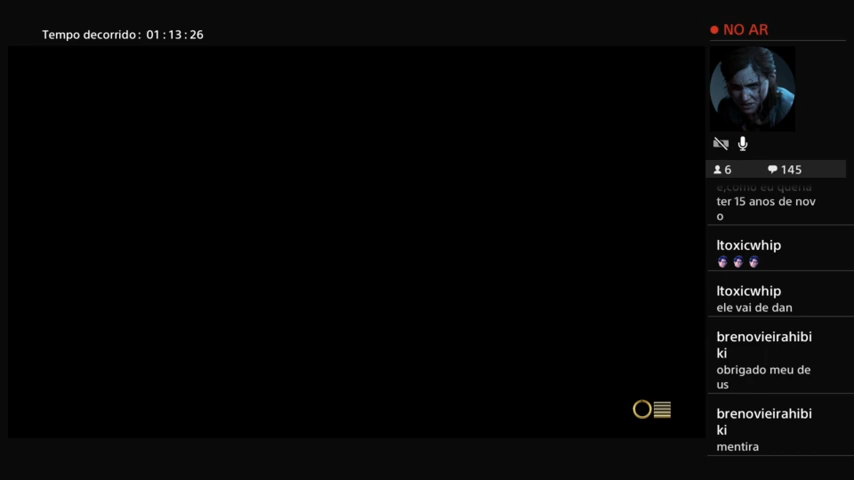 Tempo decorrido: 01:13:26
NO AR
6 145
e,como eu queria
ter 15 anos de nov
o
ltoxicwhip
ltoxicwhip
ele vai de dan
brenovieirahibi
ki
obrigado meu de
us
brenovieirahibi
ki
mentira